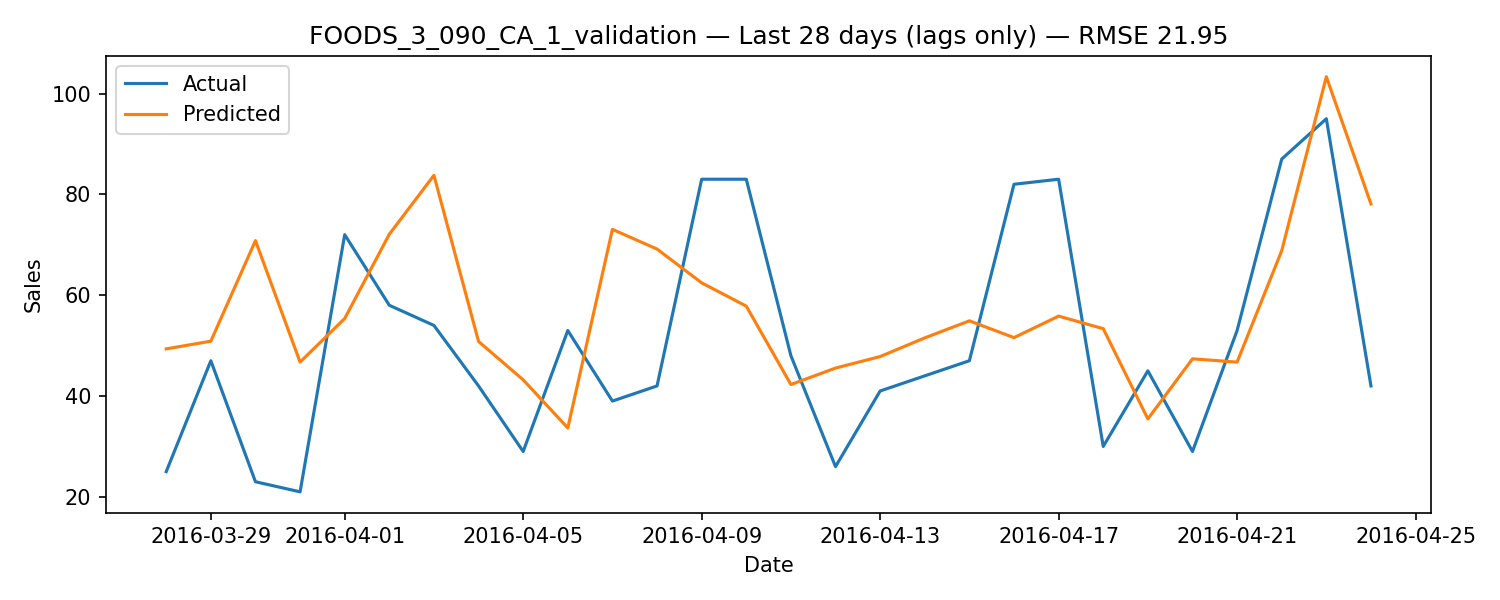 FOODS_3_090_CA_1_validation — Last 28 days (lags only) — RMSE 21.95
Actual
Predicted
100
80
60
40
20
Sales
2016-03-29 2016-04-01 2016-04-05 2016-04-09 2016-04-13 2016-04-17 2016-04-21 2016-04-25
Date